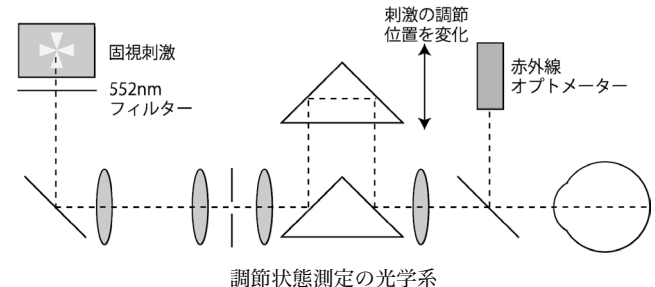 刺激の調節
位置を変化
固視刺激
552nm
フィルター
赤外線
オプトメーター
調節状態測定の光学系